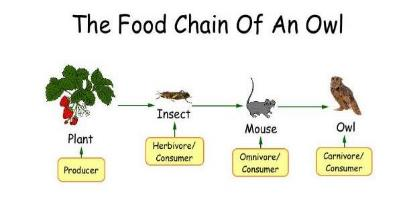 The Food Chain Of An Owl
Plant
Insect
Mouse
Owl
Producer
Herbivore/
Consumer
Omnivore/
Consumer
Carnivore/
Consumer